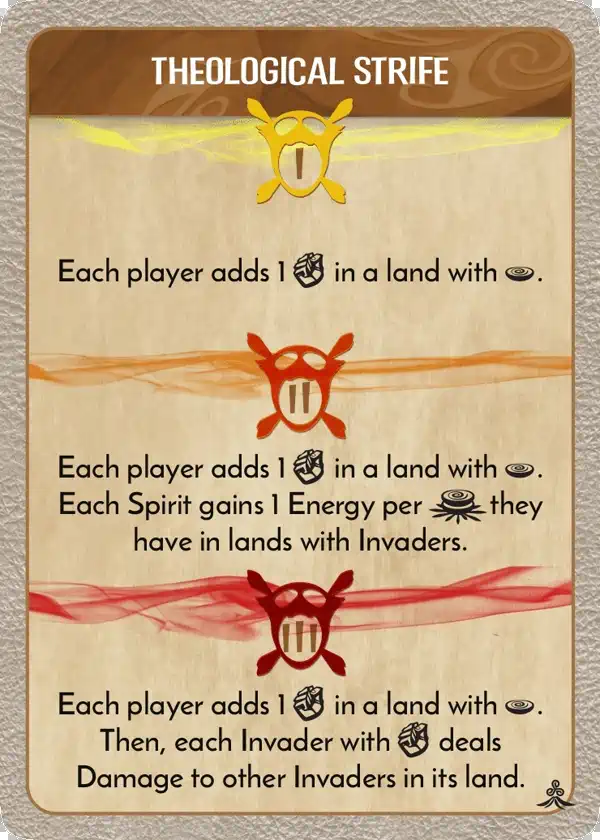 THEOLOGICAL STRIFE
I
Each player adds 1 in a land with .
II
Each player adds 1 in a land with .
Each Spirit gains 1 Energy per they
have in lands with Invaders.
III
Each player adds 1 in a land with .
Then, each Invader with deals
Damage to other Invaders in its land.